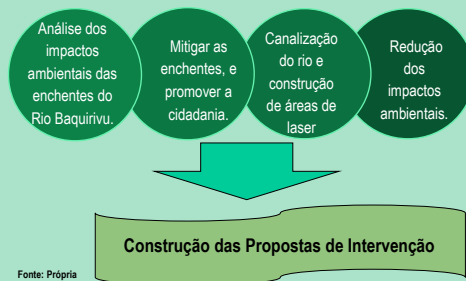 Análise dos
impactos
ambientais das
enchentes do
Rio Baquirivu.
Mitigar as
enchentes, e
promover a
cidadania.
Canalização
do rio e
construção
de áreas de
laser
Redução
dos
impactos
ambientais.
Construção das Propostas de Intervenção
Fonte: Própria